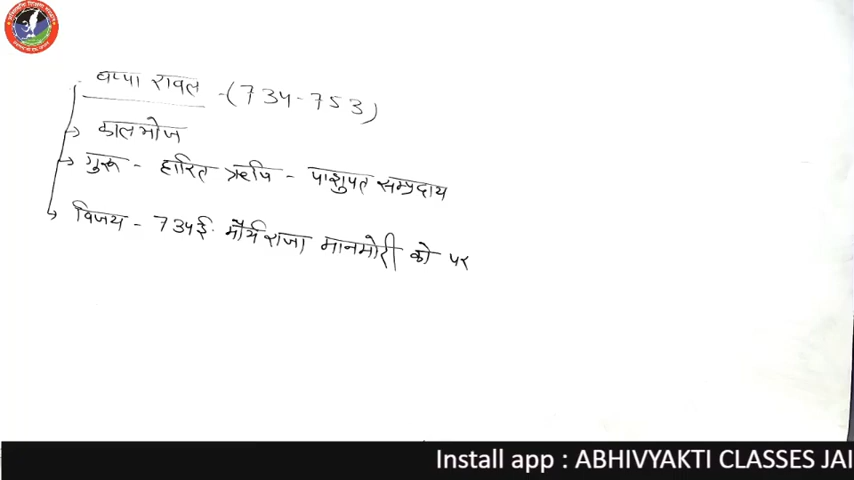 बप्पा रावल -(734-753)
→ कालभोज
→ गुरू - हारित ऋषि - पाशुपत सम्प्रदाय
→ विजय - 734ई. मौर्य राजा मानमोरी को पर
Install app : ABHIVYAKTI CLASSES JAI